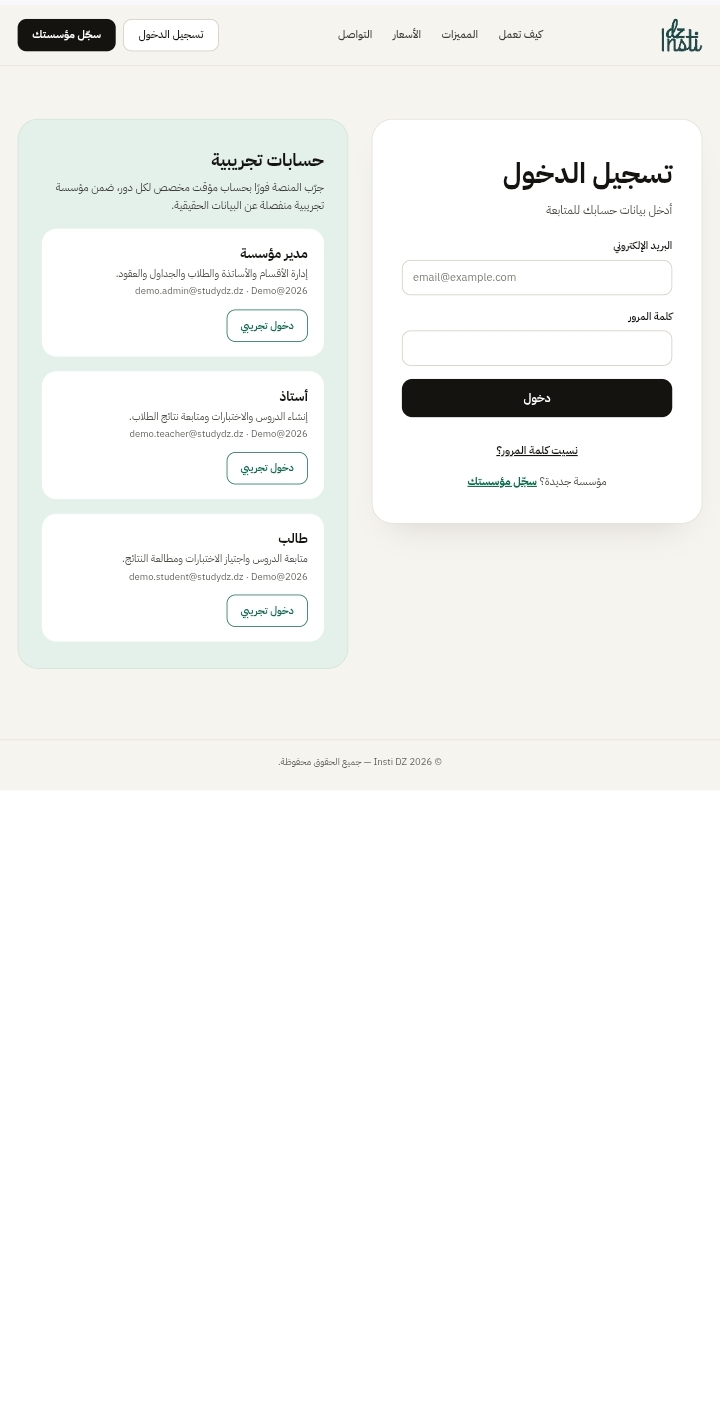 dz
Insti
كيف تعمل
المميزات
الأسعار
التواصل
تسجيل الدخول
سجّل مؤسستك
تسجيل الدخول
أدخل بيانات حسابك للمتابعة
البريد الإلكتروني
email@example.com
كلمة المرور
دخول
نسيت كلمة المرور؟
مؤسسة جديدة؟ سجّل مؤسستك
حسابات تجريبية
جرّب المنصة فورًا بحساب مؤقت مخصص لكل دور، ضمن مؤسسة
تجريبية منفصلة عن البيانات الحقيقية.
مدير مؤسسة
إدارة الأقسام والأساتذة والطلاب والجداول والعقود.
demo.admin@studydz.dz · Demo@2026
دخول تجريبي
أستاذ
إنشاء الدروس والاختبارات ومتابعة نتائج الطلاب.
demo.teacher@studydz.dz · Demo@2026
دخول تجريبي
طالب
متابعة الدروس واجتياز الاختبارات ومطالعة النتائج.
demo.student@studydz.dz · Demo@2026
دخول تجريبي
© 2026 Insti DZ — جميع الحقوق محفوظة.